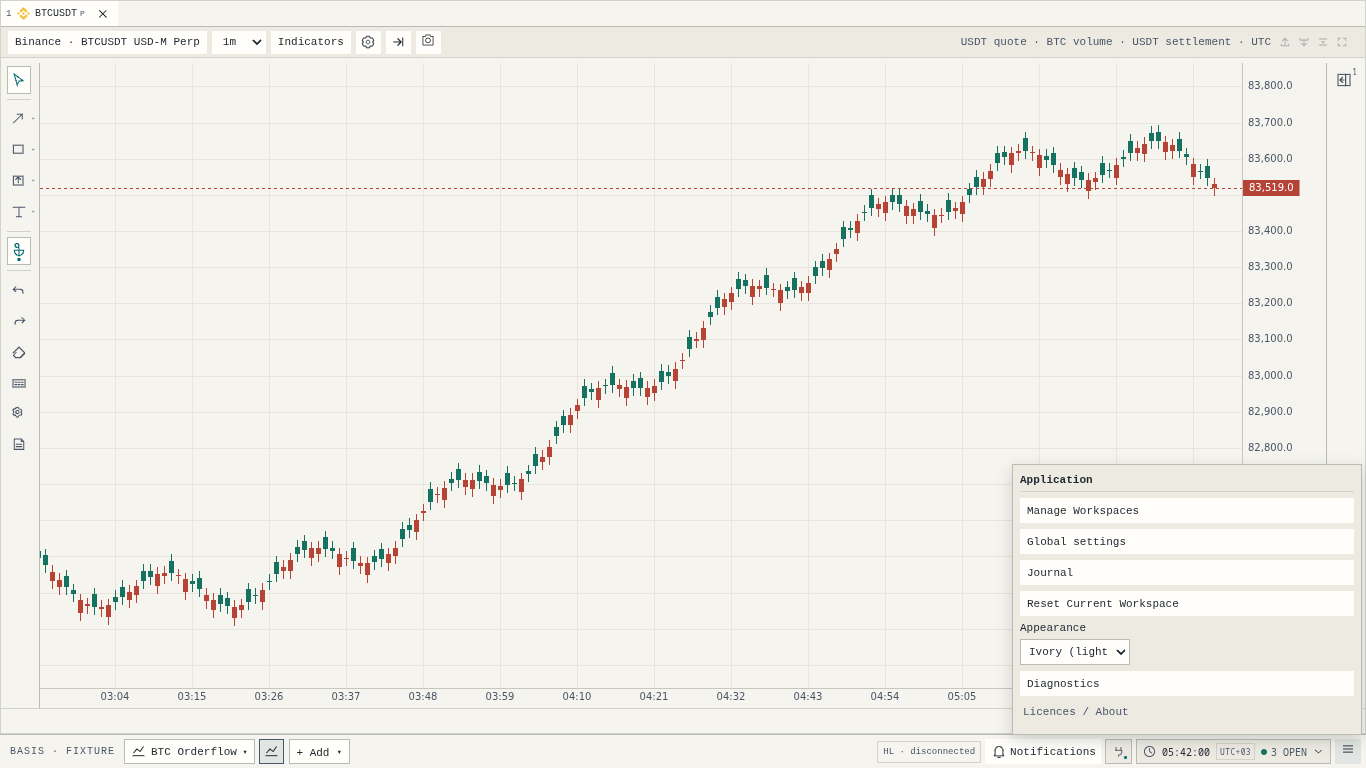 1 BTCUSDT P
Binance · BTCUSDT USD-M Perp 1m Indicators USDT quote · BTC volume · USDT settlement · UTC
1
83,800.0
83,700.0
83,600.0
83,519.0
83,400.0
83,300.0
83,200.0
83,100.0
83,000.0
82,900.0
82,800.0
Application
Manage Workspaces
Global settings
Journal
Reset Current Workspace
Appearance
Ivory (light
Diagnostics
Licences / About
03:04 03:15 03:26 03:37 03:48 03:59 04:10 04:21 04:32 04:43 04:54 05:05
BASIS · FIXTURE BTC Orderflow + Add HL · disconnected Notifications 05:42:00 UTC+03 3 OPEN